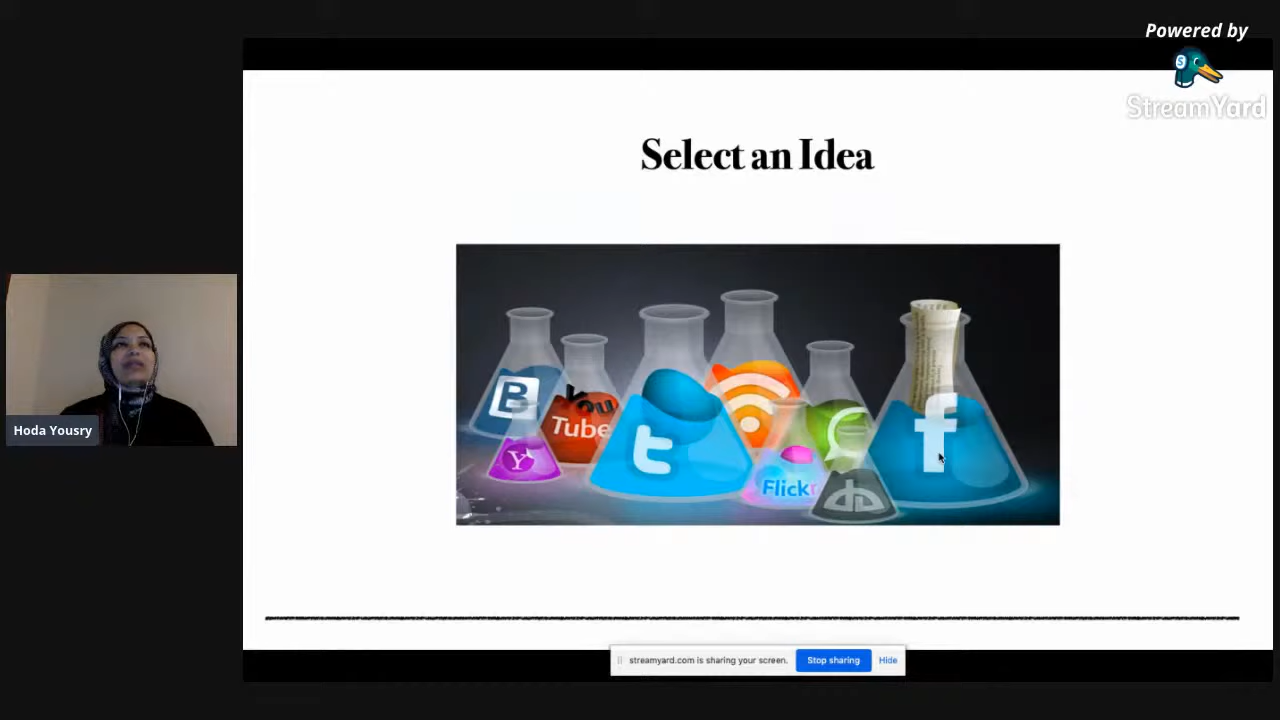 Powered by
StreamYard
Select an Idea
B
You
Tube
Y
t
Flickr
f
Hoda Yousry
streamyard.com is sharing your screen.
Stop sharing
Hide